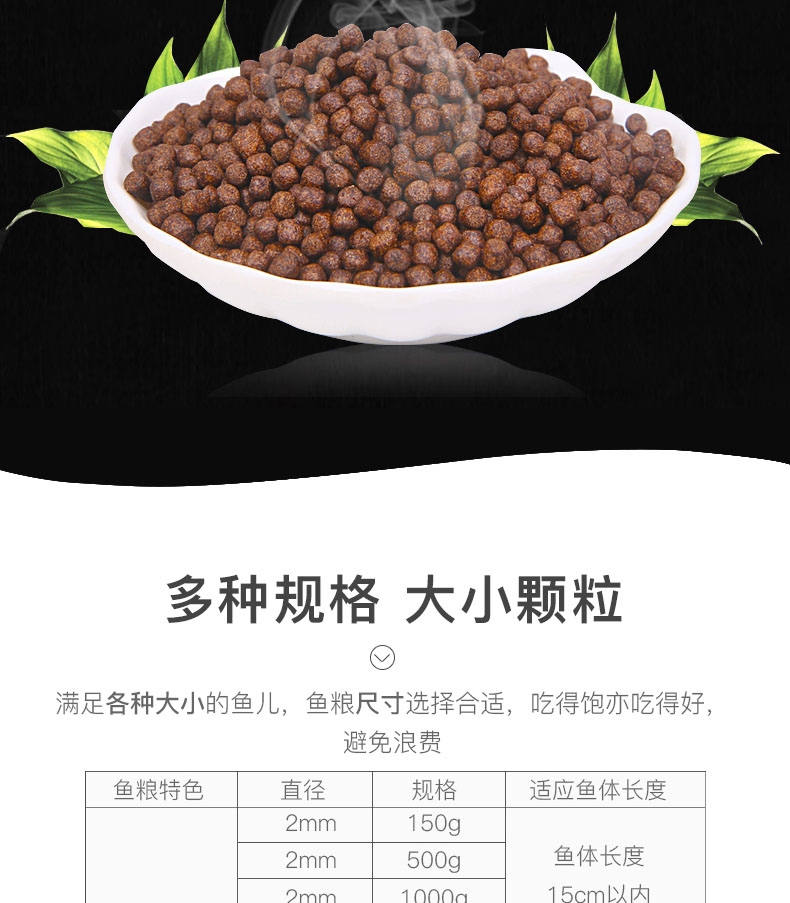 多种规格 大小颗粒
满足各种大小的鱼儿，鱼粮尺寸选择合适，吃得饱亦吃得好，
避免浪费
鱼粮特色 直径 规格 适应鱼体长度
2mm 150g
2mm 500g
鱼体长度
15cm以内
2mm 1000g